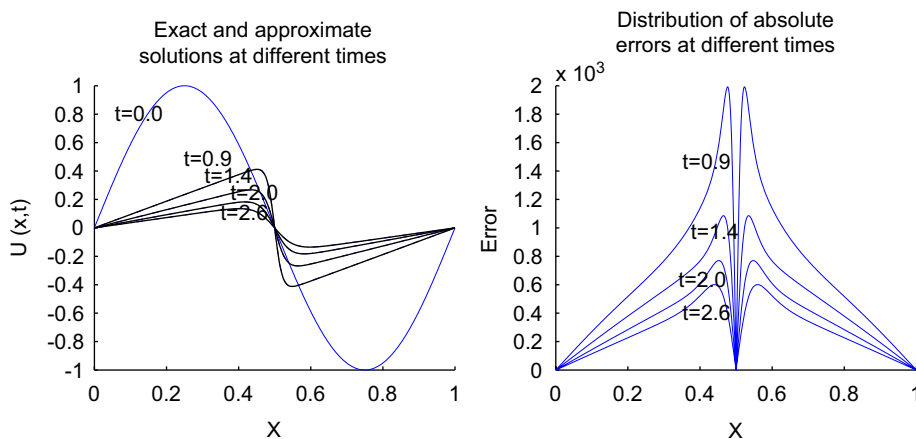 Exact and approximate
solutions at different times
1
0.8
0.6
0.4
0.2
0
-0.2
-0.4
-0.6
-0.8
-1
U (x,t)
t=0.0
t=0.9
t=1.4
t=2.0
t=2.6
0
0.2
0.4
0.6
0.8
1
X
Distribution of absolute
errors at different times
x 10³
2
1.8
1.6
1.4
1.2
1
0.8
0.6
0.4
0.2
0
Error
t=0.9
t=1.4
t=2.0
t=2.6
0
0.2
0.4
0.6
0.8
1
X